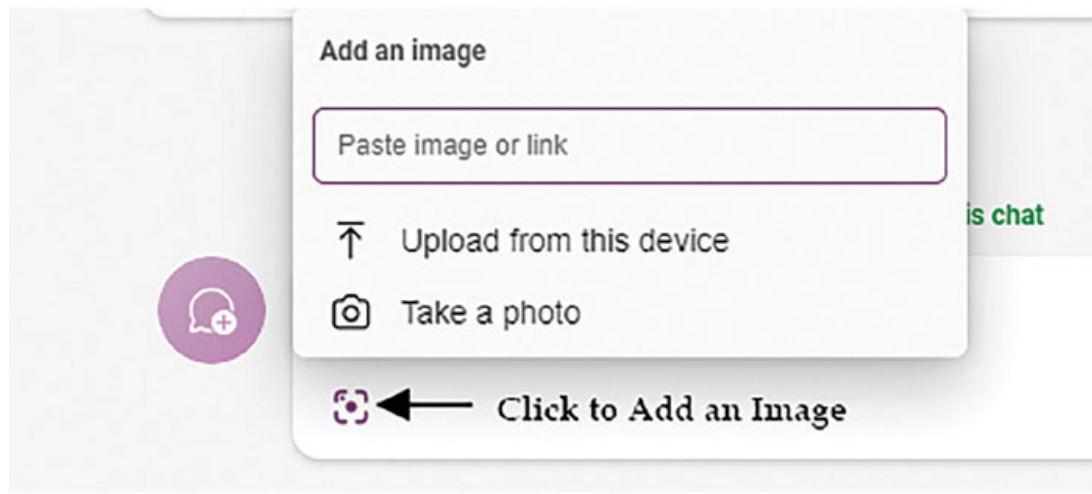 Add an image
Paste image or link
is chat
Upload from this device
Take a photo
Click to Add an Image